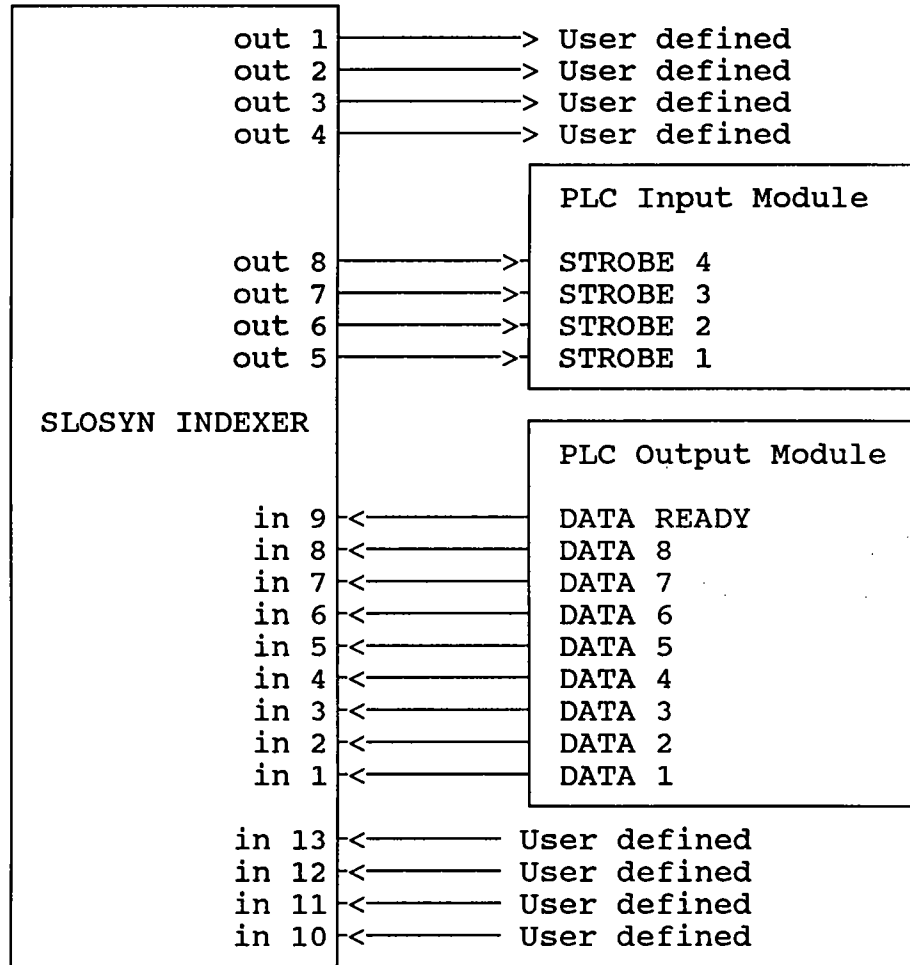 out 1 > User defined
out 2 > User defined
out 3 > User defined
out 4 > User defined
PLC Input Module
out 8 > STROBE 4
out 7 > STROBE 3
out 6 > STROBE 2
out 5 > STROBE 1
SLOSYN INDEXER
PLC Output Module
in 9 < DATA READY
in 8 < DATA 8
in 7 < DATA 7
in 6 < DATA 6
in 5 < DATA 5
in 4 < DATA 4
in 3 < DATA 3
in 2 < DATA 2
in 1 < DATA 1
in 13 < User defined
in 12 < User defined
in 11 < User defined
in 10 < User defined